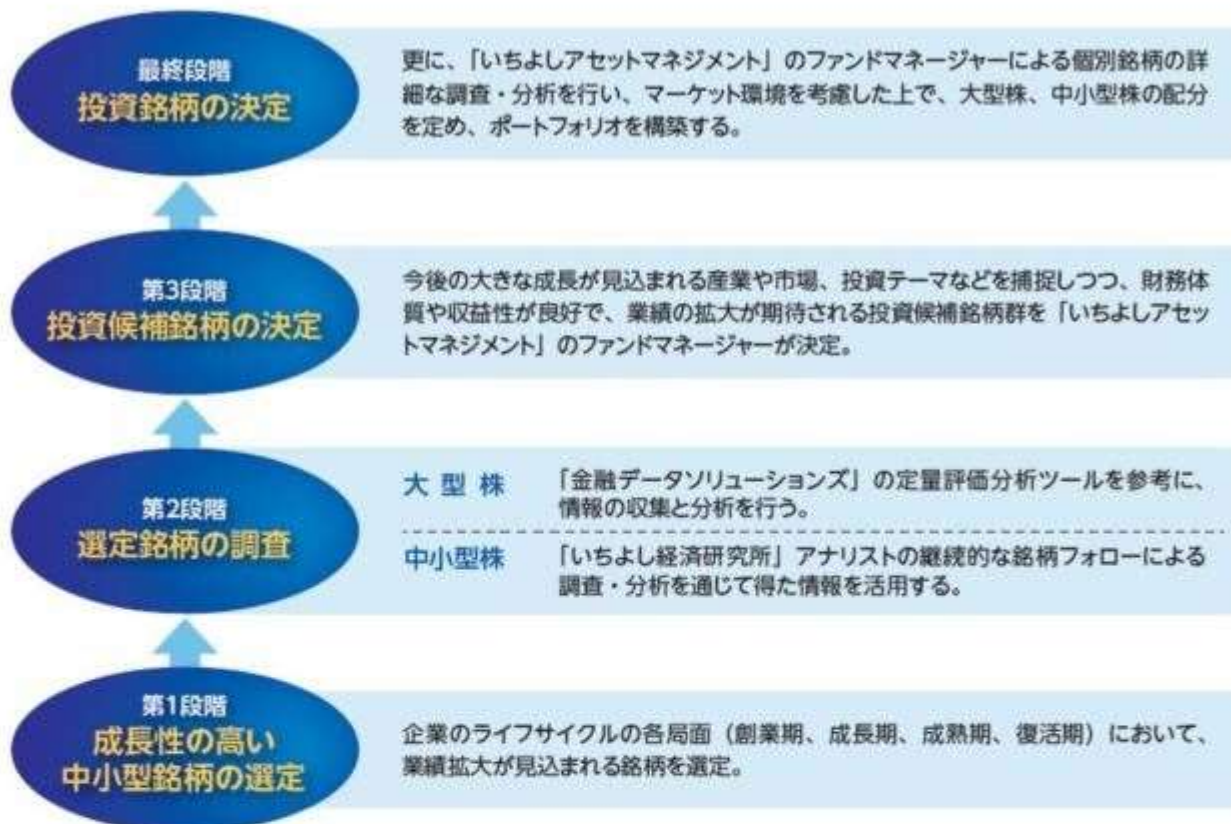 最終段階
投資銘柄の決定
更に、「いちよしアセットマネジメント」のファンドマネージャーによる個別銘柄の詳
細な調査・分析を行い、マーケット環境を考慮した上で、大型株、中小型株の配分
を定め、ポートフォリオを構築する。
第3段階
投資候補銘柄の決定
今後の大きな成長が見込まれる産業や市場、投資テーマなどを捕捉しつつ、財務体
質や収益性が良好で、業績の拡大が期待される投資候補銘柄群を「いちよしアセッ
トマネジメント」のファンドマネージャーが決定。
第2段階
選定銘柄の調査
大型株
「金融データソリューションズ」の定量評価分析ツールを参考に、
情報の収集と分析を行う。
中小型株
「いちよし経済研究所」アナリストの継続的な銘柄フォローによる
調査・分析を通じて得た情報を活用する。
第1段階
成長性の高い
中小型銘柄の選定
企業のライフサイクルの各局面（創業期、成長期、成熟期、復活期）において、
業績拡大が見込まれる銘柄を選定。